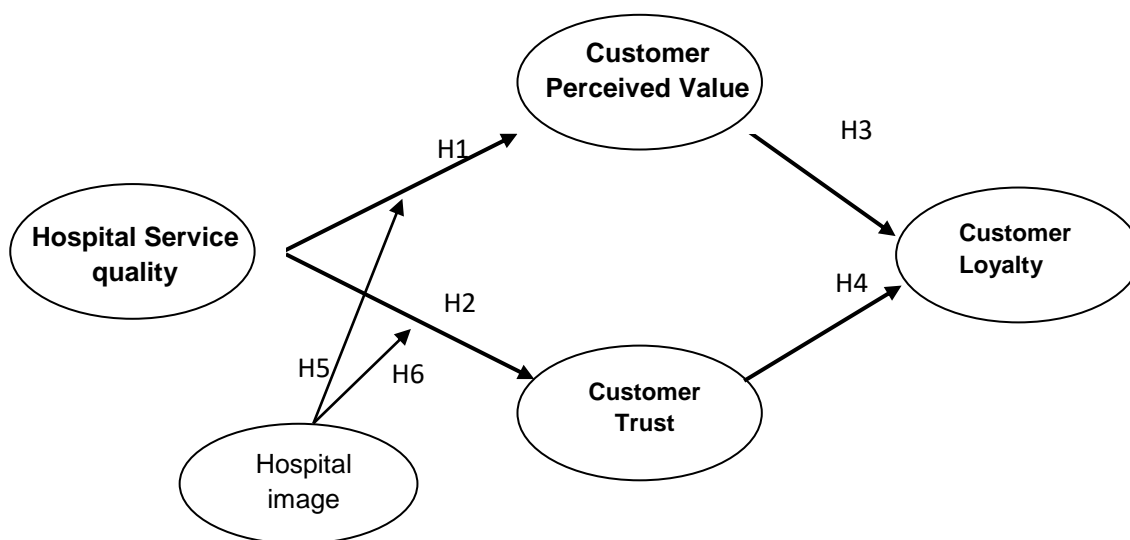 Customer
Perceived Value
H3
H1
Hospital Service
quality
Customer
Loyalty
H2
H4
H5
H6
Customer
Trust
Hospital
image